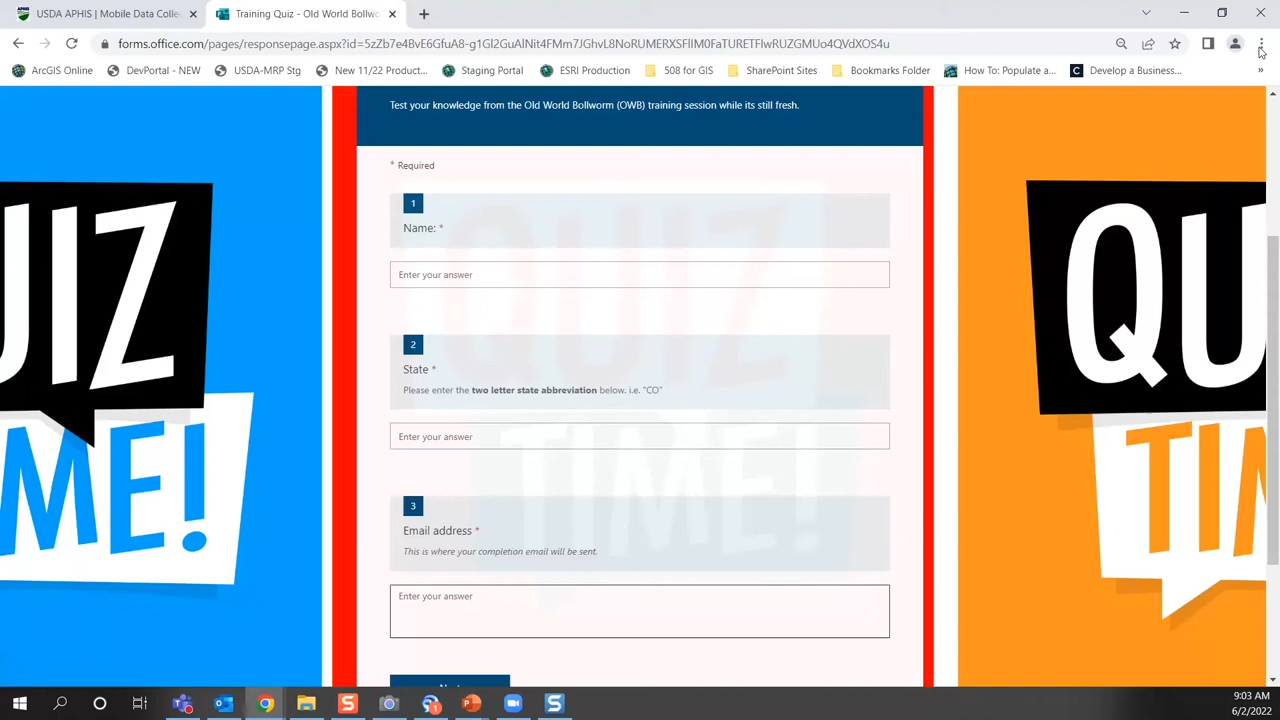 USDA APHIS | Mobile Data Colle
Training Quiz - Old World Bollwo
forms.office.com/pages/responsepage.aspx?id=5zZb7e4BvE6GfuA8-g1Gl2GuAlNit4FMm7JGhvL8NoRUMERXSFlIM0FaTURETFIwRUZGMUo4QVdXOS4u
ArcGIS Online
DevPortal - NEW
USDA-MRP Stg
New 11/22 Product...
Staging Portal
ESRI Production
508 for GIS
SharePoint Sites
Bookmarks Folder
How To: Populate a...
Develop a Business...
Test your knowledge from the Old World Bollworm (OWB) training session while its still fresh.
* Required
1
Name: *
Enter your answer
2
State *
Please enter the two letter state abbreviation below. i.e. "CO"
Enter your answer
3
Email address *
This is where your completion email will be sent.
Enter your answer
UIZ
ME!
QUIZ
TIME!
QU
TIM
9:03 AM
6/2/2022